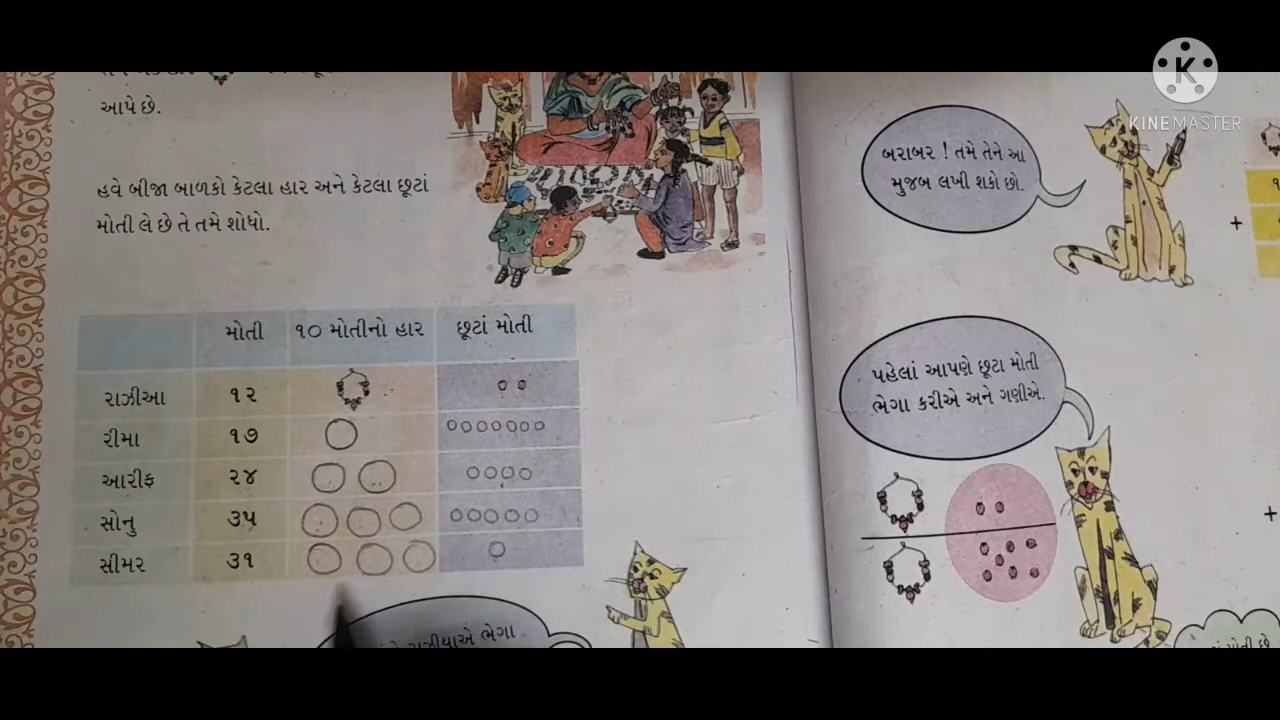 આપે છે.
હવે બીજા બાળકો કેટલા હાર અને કેટલા છૂટાં
મોતી લે છે તે તમે શોધો.
મોતી ૧૦ મોતીનો હાર છૂટાં મોતી
રાઝીઆ ૧૨
રીમા ૧૭
આરીફ ૨૪
સોનુ ૩૫
સીમર ૩૧
ભેગા
બરાબર ! તમે તેને આ
મુજબ લખી શકો છો.
+
પહેલાં આપણે છૂટા મોતી
ભેગા કરીએ અને ગણીએ.
+
મોતી છે
KINEMASTER